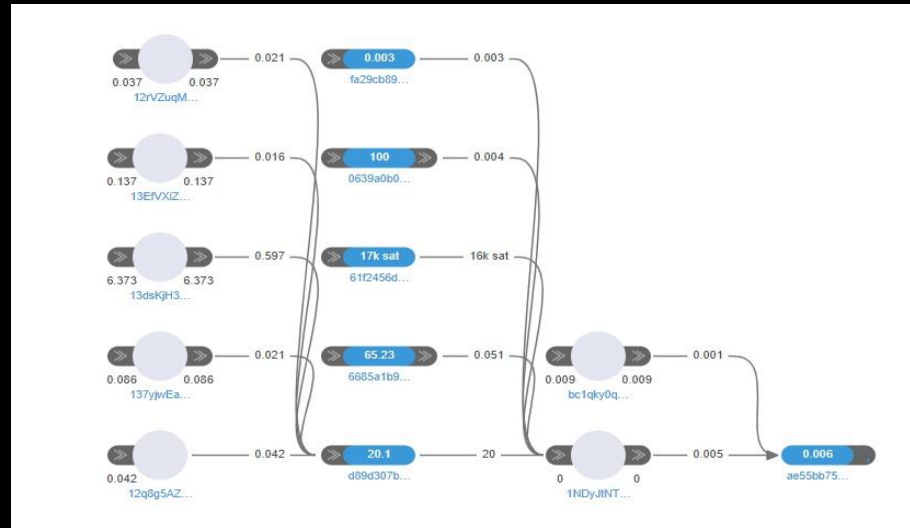 0.021 0.003 0.003
0.037 0.037
12rVZuqM... fa29cb89...
0.016 100 0.004
0.137 0.137 0639a0b0...
13EfVXiZ...
0.597 17k sat 16k sat
6.373 6.373 61f2456d...
13dsKjH3...
0.021 65.23 0.051 0.001
0.086 0.086 6685a1b9... 0.009 0.009
137yjwEa... bc1qky0q...
0.042 20.1 20 0.005 0.006
0.042 d89d307b... 0 0 ae55bb75...
12q8g5AZ... 1NDyJtNT...